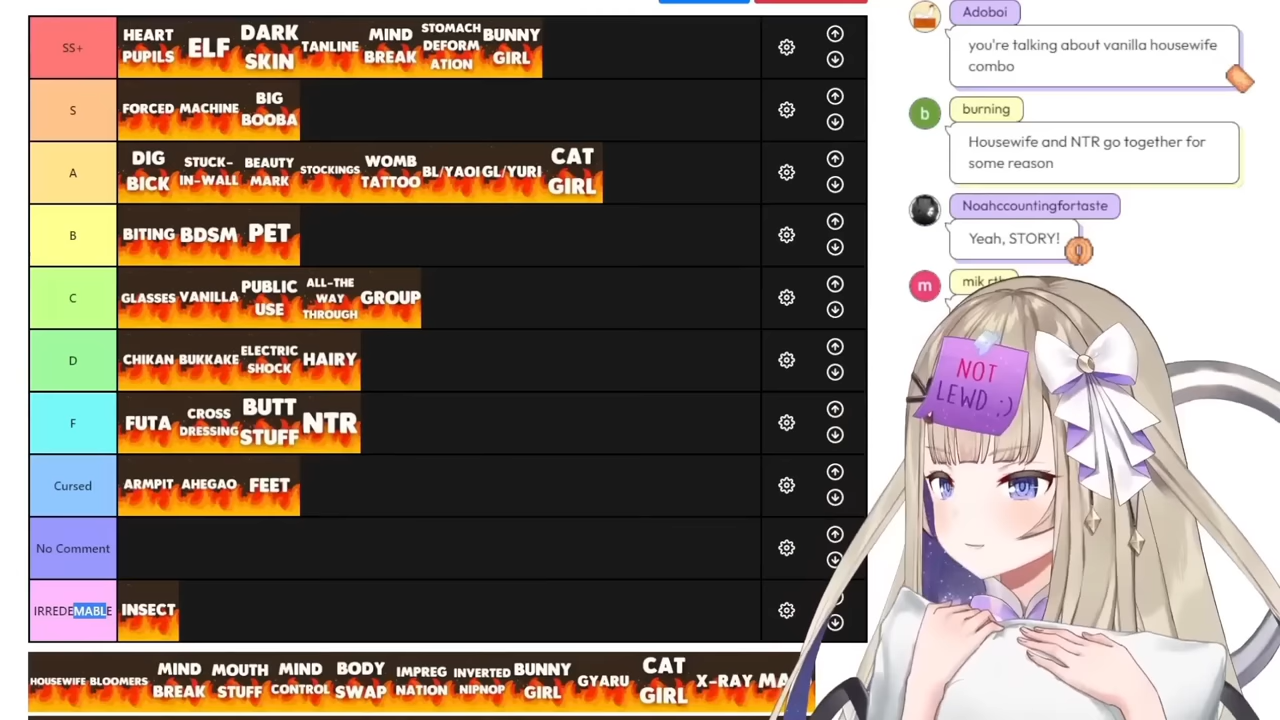 SS+
HEART
PUPILS
ELF
DARK
SKIN
TANLINE
MIND
BREAK
STOMACH
DEFORM
ATION
BUNNY
GIRL
S
FORCED
MACHINE
BIG
BOOBA
A
DIG
BICK
STUCK-
IN-WALL
BEAUTY
MARK
STOCKINGS
WOMB
TATTOO
BL/YAOI
GL/YURI
CAT
GIRL
B
BITING
BDSM
PET
C
GLASSES
VANILLA
PUBLIC
USE
ALL-THE
WAY
THROUGH
GROUP
D
CHIKAN
BUKKAKE
ELECTRIC
SHOCK
HAIRY
F
FUTA
CROSS
DRESSING
BUTT
STUFF
NTR
Cursed
ARMPIT
AHEGAO
FEET
No Comment
IRREDEMABLE
INSECT
HOUSEWIFE
BLOOMERS
MIND
BREAK
MOUTH
STUFF
MIND
CONTROL
BODY
SWAP
IMPREG
NATION
INVERTED
NIPNOP
BUNNY
GIRL
GYARU
CAT
GIRL
X-RAY
Adoboi
you're talking about vanilla housewife
combo
b
burning
Housewife and NTR go together for
some reason
Noahccountingfortaste
Yeah, STORY!
m
NOT
LEWD ;)